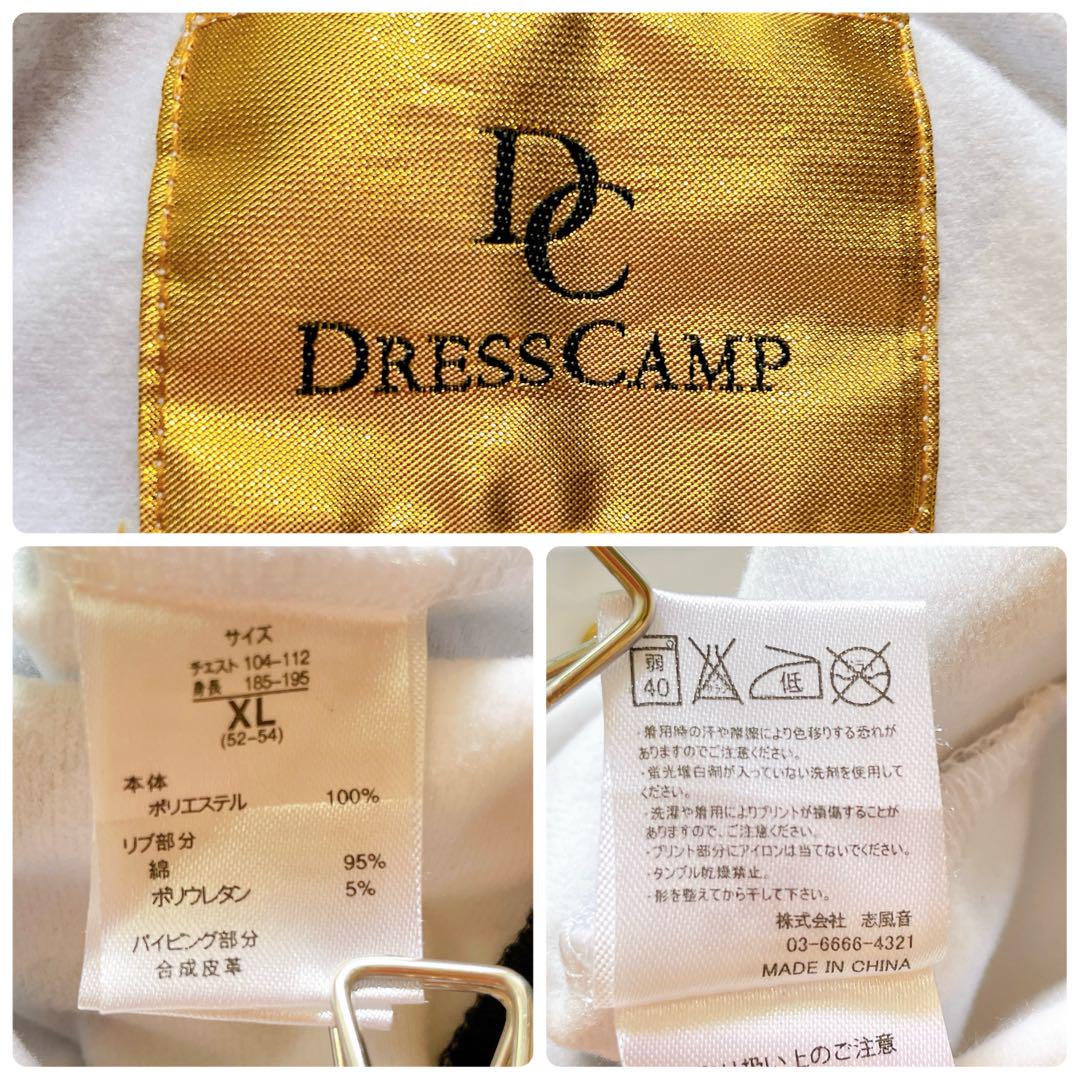 DC
DRESSCAMP
サイズ
チェスト 104-112
身長 185-195
XL
(52-54)
本体
ポリエステル 100%
リブ部分
綿 95%
ポリウレタン 5%
パイピング部分
合成皮革
弱
40
低
・着用時の汗や摩擦により色移りする恐れが
ありますのでご注意ください。
・蛍光増白剤が入っていない洗剤を使用して
ください。
・洗濯や着用によりプリントが損傷することが
ありますので、ご注意ください。
・プリント部分にアイロンは当てないでください。
・タンブル乾燥禁止。
・形を整えてから干して下さい。
株式会社 志風音
03-6666-4321
MADE IN CHINA
扱い上のご注意